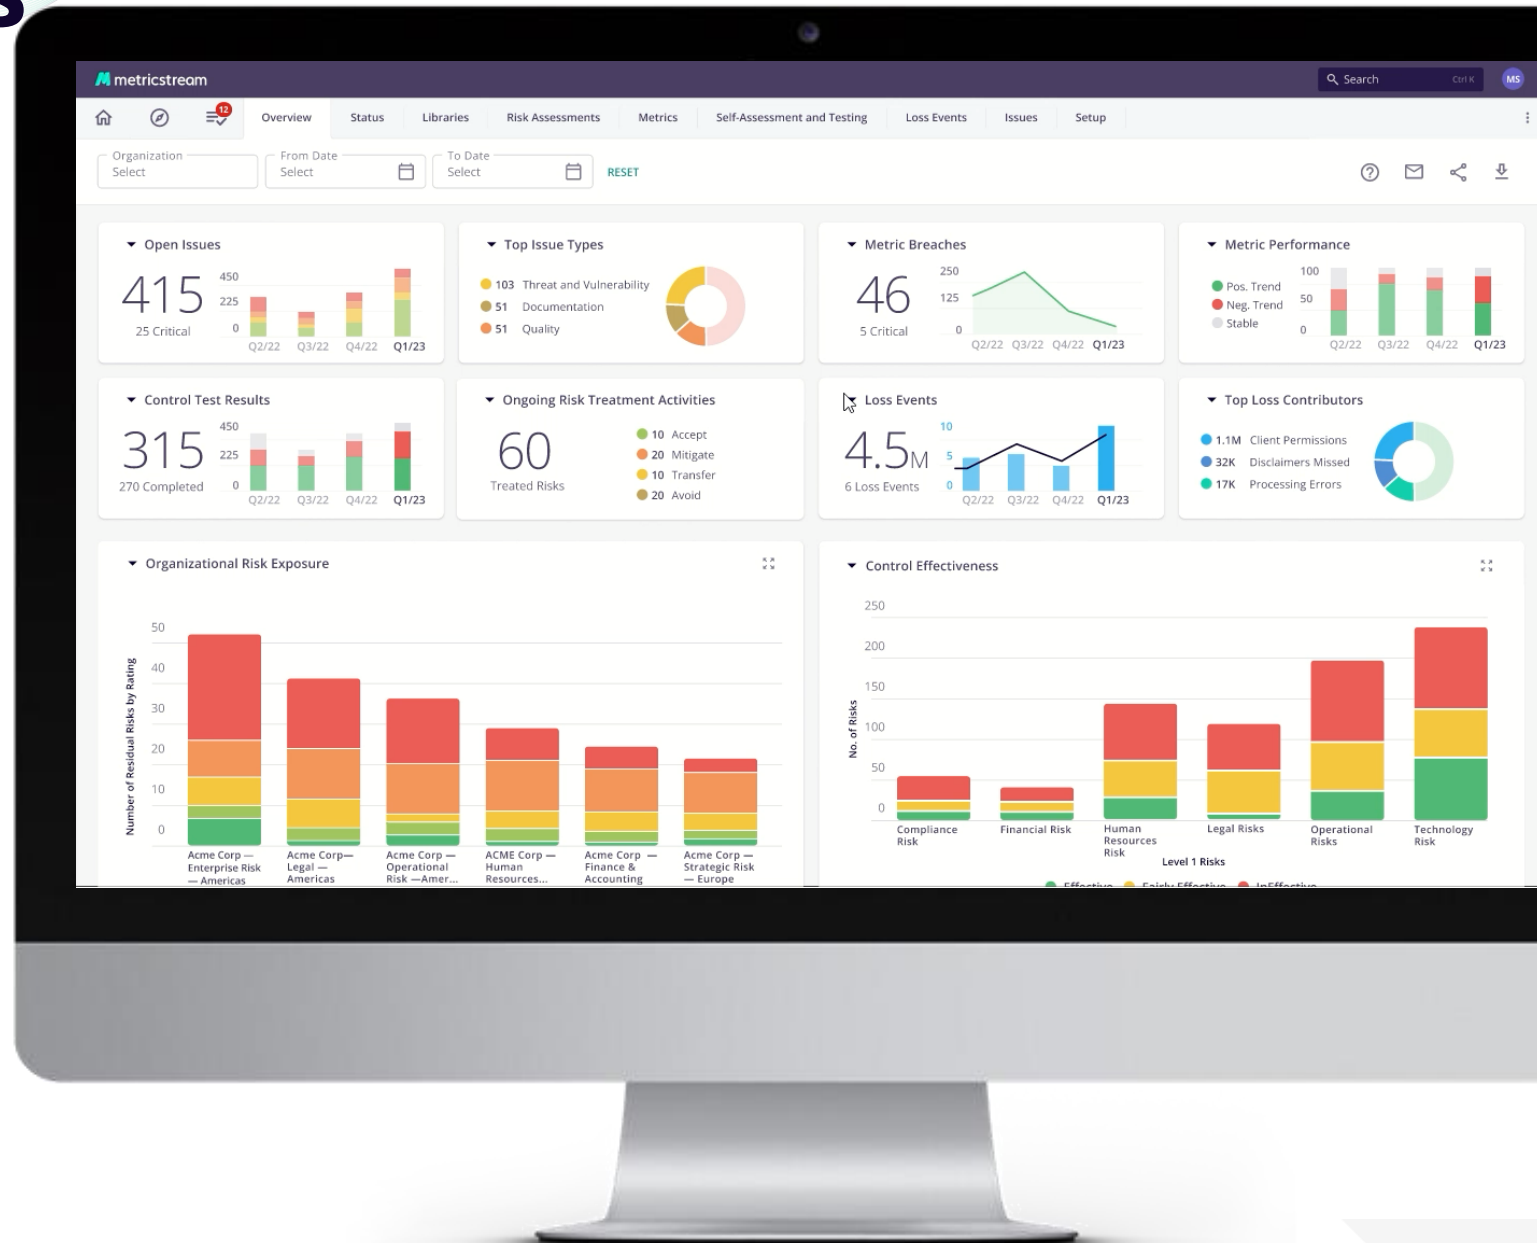 s
metricstream
Search Ctrl K MS
12
Overview Status Libraries Risk Assessments Metrics Self-Assessment and Testing Loss Events Issues Setup
Organization
Select
From Date
Select
To Date
Select
RESET
Open Issues
415
25 Critical
450
225
0
Q2/22 Q3/22 Q4/22 Q1/23
Top Issue Types
103 Threat and Vulnerability
51 Documentation
51 Quality
Metric Breaches
46
5 Critical
250
125
0
Q2/22 Q3/22 Q4/22 Q1/23
Metric Performance
Pos. Trend
Neg. Trend
Stable
100
50
0
Q2/22 Q3/22 Q4/22 Q1/23
Control Test Results
315
270 Completed
450
225
0
Q2/22 Q3/22 Q4/22 Q1/23
Ongoing Risk Treatment Activities
60
Treated Risks
10 Accept
20 Mitigate
10 Transfer
20 Avoid
Loss Events
4.5M
6 Loss Events
10
5
0
Q2/22 Q3/22 Q4/22 Q1/23
Top Loss Contributors
1.1M Client Permissions
32K Disclaimers Missed
17K Processing Errors
Organizational Risk Exposure
Number of Residual Risks by Rating
50
40
30
20
10
0
Acme Corp —
Enterprise Risk
— Americas
Acme Corp—
Legal —
Americas
Acme Corp —
Operational
Risk —Amer...
ACME Corp —
Human
Resources...
Acme Corp —
Finance &
Accounting
Acme Corp —
Strategic Risk
— Europe
Control Effectiveness
No. of Risks
250
200
150
100
50
0
Compliance
Risk
Financial Risk
Human
Resources
Risk
Legal Risks
Operational
Risks
Technology
Risk
Level 1 Risks
Effective Fairly Effective InEffective